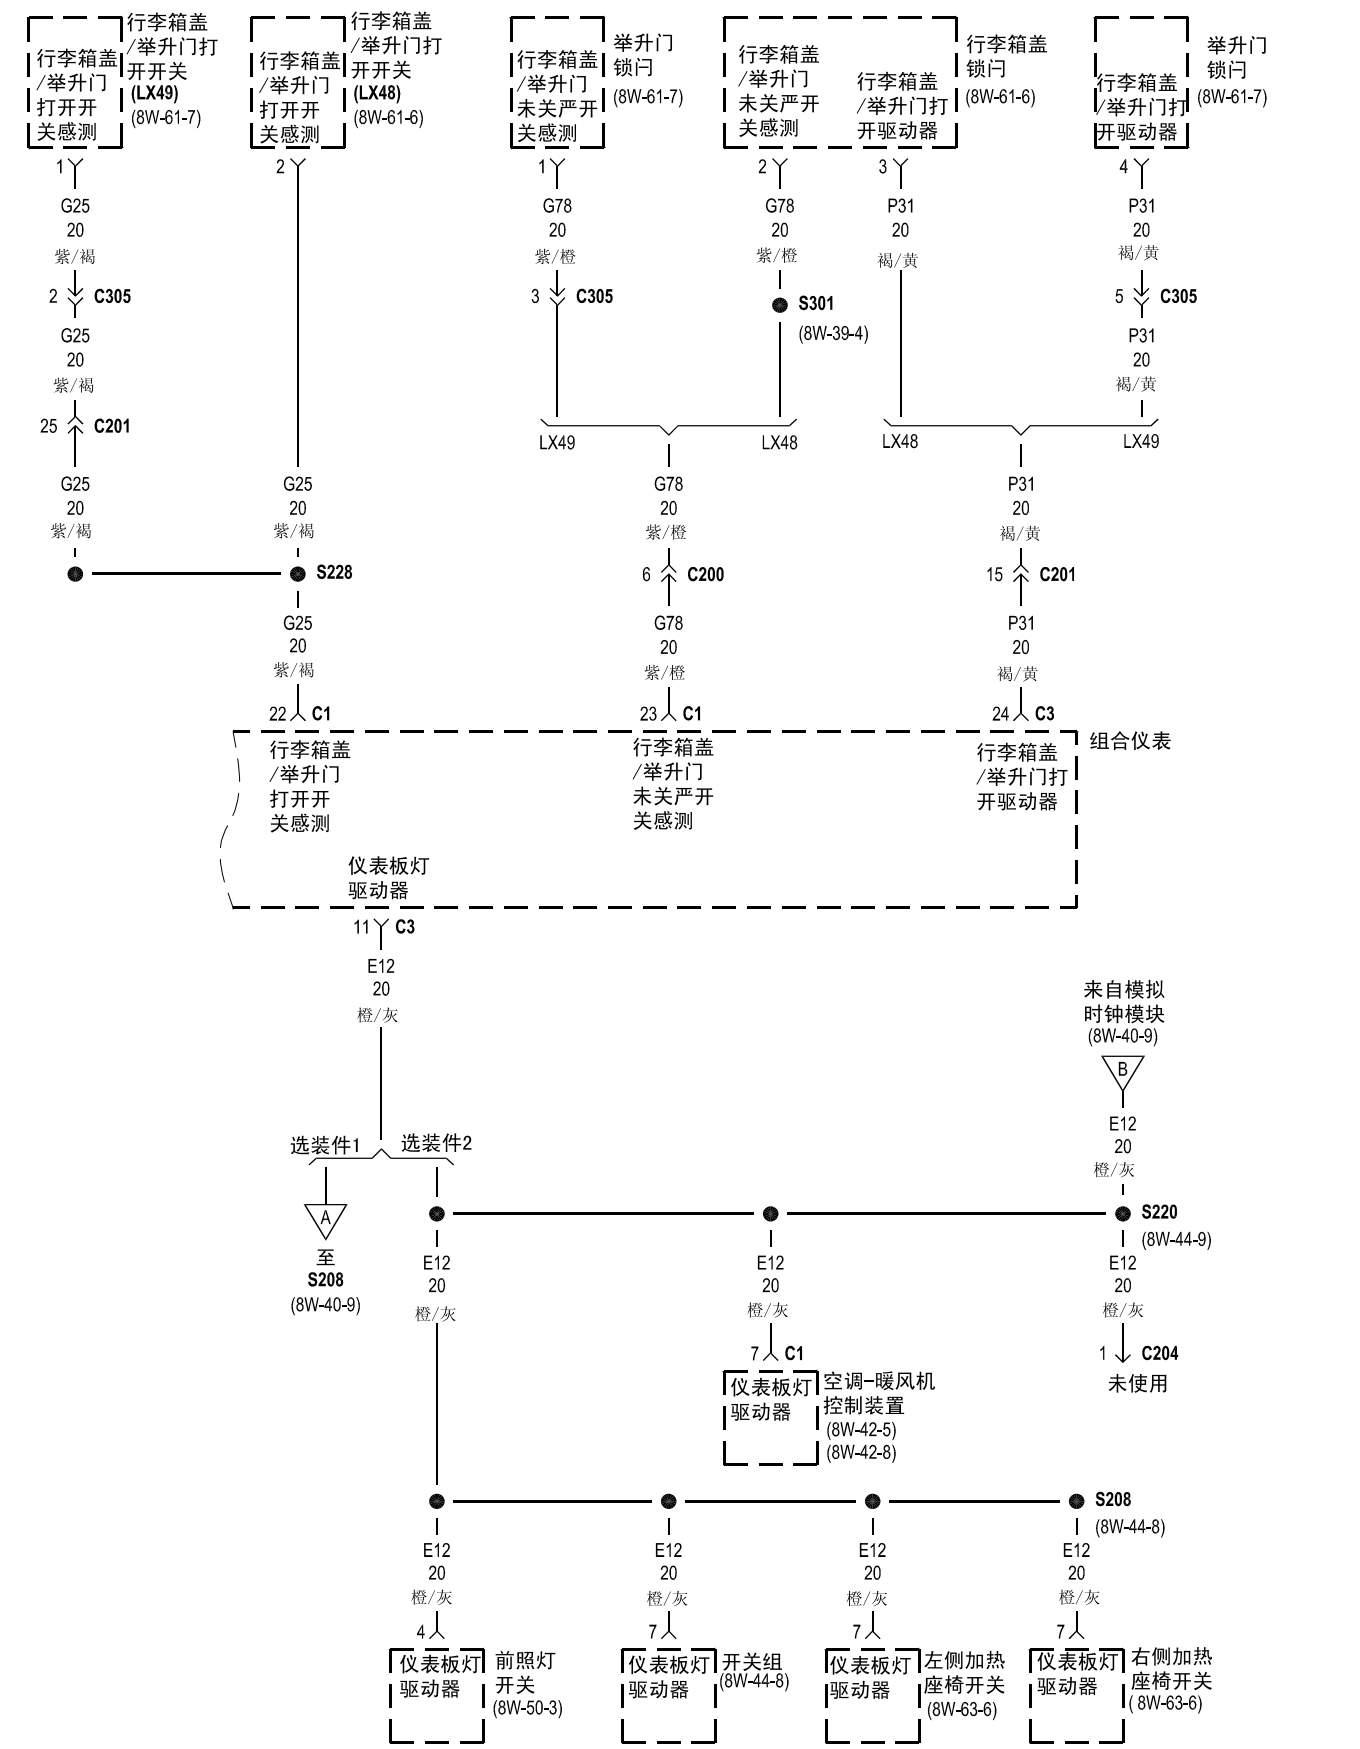 行李箱盖
/举升门
打开开
关感测
行李箱盖
/举升门打
开开关
(LX49)
(8W-61-7)
行李箱盖
/举升门
打开开
关感测
行李箱盖
/举升门打
开开关
(LX48)
(8W-61-6)
行李箱盖
/举升门
未关严开
关感测
举升门
锁闩
(8W-61-7)
行李箱盖
/举升门
未关严开
关感测
行李箱盖
/举升门打
开驱动器
行李箱盖
锁闩
(8W-61-6)
行李箱盖
/举升门打
开驱动器
举升门
锁闩
(8W-61-7)
1
2
1
2
3
4
G25
20
紫/褐
G78
20
紫/橙
G78
20
紫/橙
P31
20
褐/黄
P31
20
褐/黄
2 C305
3 C305
S301
(8W-39-4)
5 C305
G25
20
紫/褐
P31
20
褐/黄
25 C201
LX49
LX48
LX48
LX49
G25
20
紫/褐
G25
20
紫/褐
G78
20
紫/橙
P31
20
褐/黄
S228
6 C200
15 C201
G25
20
紫/褐
G78
20
紫/橙
P31
20
褐/黄
22 C1
23 C1
24 C3
组合仪表
行李箱盖
/举升门
打开开
关感测
行李箱盖
/举升门
未关严开
关感测
行李箱盖
/举升门打
开驱动器
仪表板灯
驱动器
11 C3
E12
20
橙/灰
来自模拟
时钟模块
(8W-40-9)
B
E12
20
橙/灰
选装件1
选装件2
A
至
S208
(8W-40-9)
S220
(8W-44-9)
E12
20
橙/灰
E12
20
橙/灰
E12
20
橙/灰
7 C1
1 C204
未使用
仪表板灯
驱动器
空调-暖风机
控制装置
(8W-42-5)
(8W-42-8)
S208
(8W-44-8)
E12
20
橙/灰
E12
20
橙/灰
E12
20
橙/灰
E12
20
橙/灰
4
7
7
7
仪表板灯
驱动器
前照灯
开关
(8W-50-3)
仪表板灯
驱动器
开关组
(8W-44-8)
仪表板灯
驱动器
左侧加热
座椅开关
(8W-63-6)
仪表板灯
驱动器
右侧加热
座椅开关
( 8W-63-6)